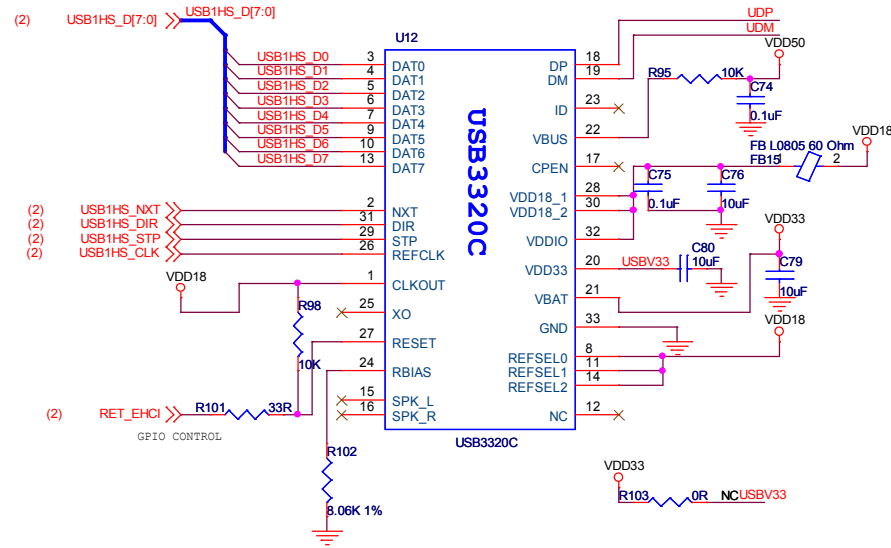 (2) USB1HS_D[7:0] USB1HS_D[7:0]
UDP
UDM
U12
VDD50
USB1HS_D0 3 DAT0
USB1HS_D1 4 DAT1
USB1HS_D2 5 DAT2
USB1HS_D3 6 DAT3
USB1HS_D4 7 DAT4
USB1HS_D5 9 DAT5
USB1HS_D6 10 DAT6
USB1HS_D7 13 DAT7
(2) USB1HS_NXT 2 NXT
(2) USB1HS_DIR 31 DIR
(2) USB1HS_STP 29 STP
(2) USB1HS_CLK 26 REFCLK
VDD18
1 CLKOUT
R98
10K
25 XO
27 RESET
24 RBIAS
15 SPK_L
16 SPK_R
(2) RET_EHCI R101 33R
GPIO CONTROL
R102
8.06K 1%
USB3320C
USB3320C
DP 18
DM 19
R95 10K
C74
0.1uF
ID 23
VBUS 22
CPEN 17
FB L0805 60 Ohm
FB15
1 2
VDD18
VDD18_1 28
VDD18_2 30
C75
0.1uF
C76
10uF
VDDIO 32
VDD33
VDD33 20 USBV33
C80
10uF
C79
10uF
VBAT 21
GND 33
VDD18
REFSEL0 8
REFSEL1 11
REFSEL2 14
NC 12
VDD33
R103 0R NC USBV33